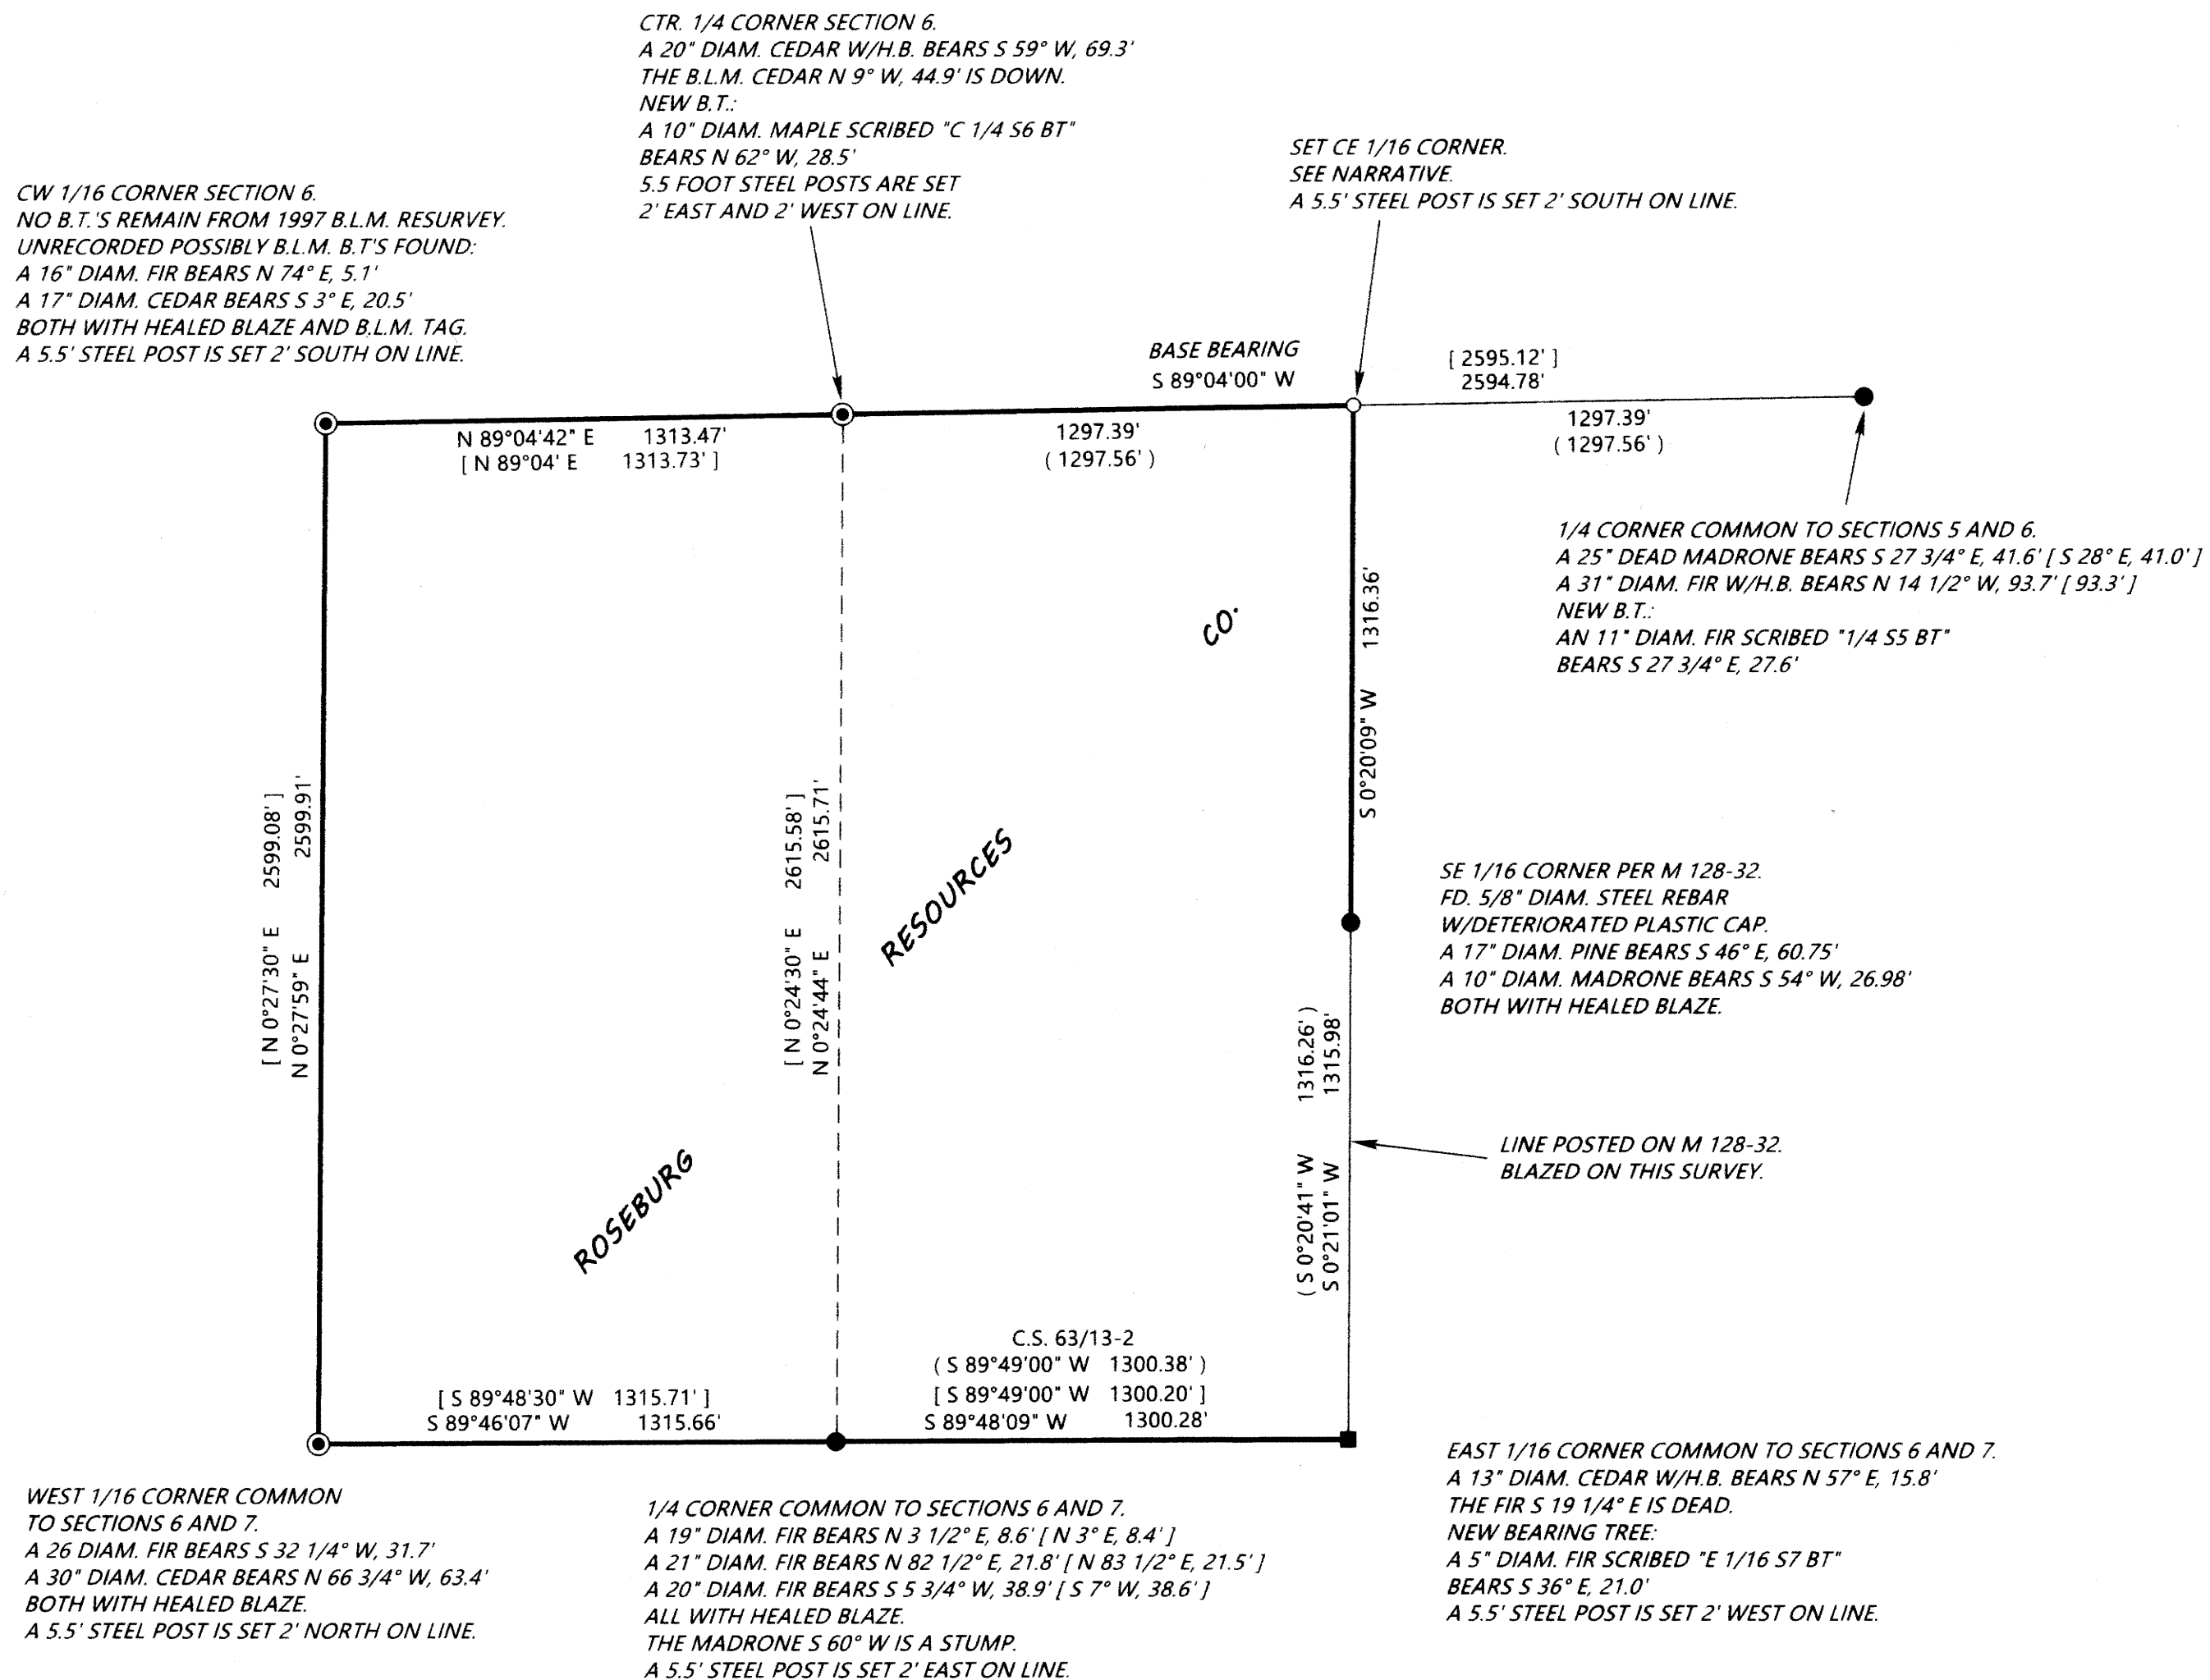 CTR. 1/4 CORNER SECTION 6.
A 20" DIAM. CEDAR W/H.B. BEARS S 59° W, 69.3'
THE B.L.M. CEDAR N 9° W, 44.9' IS DOWN.
NEW B.T.:
A 10" DIAM. MAPLE SCRIBED "C 1/4 S6 BT"
BEARS N 62° W, 28.5'
5.5 FOOT STEEL POSTS ARE SET
2' EAST AND 2' WEST ON LINE.
SET CE 1/16 CORNER.
SEE NARRATIVE.
A 5.5' STEEL POST IS SET 2' SOUTH ON LINE.
CW 1/16 CORNER SECTION 6.
NO B.T.'S REMAIN FROM 1997 B.L.M. RESURVEY.
UNRECORDED POSSIBLY B.L.M. B.T'S FOUND:
A 16" DIAM. FIR BEARS N 74° E, 5.1'
A 17" DIAM. CEDAR BEARS S 3° E, 20.5'
BOTH WITH HEALED BLAZE AND B.L.M. TAG.
A 5.5' STEEL POST IS SET 2' SOUTH ON LINE.
BASE BEARING
S 89°04'00" W
[ 2595.12' ]
2594.78'
N 89°04'42" E 1313.47'
[ N 89°04' E 1313.73' ]
1297.39'
( 1297.56' )
1297.39'
( 1297.56' )
1/4 CORNER COMMON TO SECTIONS 5 AND 6.
A 25" DEAD MADRONE BEARS S 27 3/4° E, 41.6' [ S 28° E, 41.0' ]
A 31" DIAM. FIR W/H.B. BEARS N 14 1/2° W, 93.7' [ 93.3' ]
NEW B.T.:
AN 11" DIAM. FIR SCRIBED "1/4 S5 BT"
BEARS S 27 3/4° E, 27.6'
S 0°20'09" W 1316.36'
[ N 0°27'30" E 2599.08' ]
N 0°27'59" E 2599.91'
[ N 0°24'30" E 2615.58' ]
N 0°24'44" E 2615.71'
ROSEBURG RESOURCES CO.
SE 1/16 CORNER PER M 128-32.
FD. 5/8" DIAM. STEEL REBAR
W/DETERIORATED PLASTIC CAP.
A 17" DIAM. PINE BEARS S 46° E, 60.75'
A 10" DIAM. MADRONE BEARS S 54° W, 26.98'
BOTH WITH HEALED BLAZE.
( S 0°20'41" W 1316.26' )
S 0°21'01" W 1315.98'
LINE POSTED ON M 128-32.
BLAZED ON THIS SURVEY.
C.S. 63/13-2
( S 89°49'00" W 1300.38' )
[ S 89°49'00" W 1300.20' ]
S 89°48'09" W 1300.28'
[ S 89°48'30" W 1315.71' ]
S 89°46'07" W 1315.66'
WEST 1/16 CORNER COMMON
TO SECTIONS 6 AND 7.
A 26 DIAM. FIR BEARS S 32 1/4° W, 31.7'
A 30" DIAM. CEDAR BEARS N 66 3/4° W, 63.4'
BOTH WITH HEALED BLAZE.
A 5.5' STEEL POST IS SET 2' NORTH ON LINE.
1/4 CORNER COMMON TO SECTIONS 6 AND 7.
A 19" DIAM. FIR BEARS N 3 1/2° E, 8.6' [ N 3° E, 8.4' ]
A 21" DIAM. FIR BEARS N 82 1/2° E, 21.8' [ N 83 1/2° E, 21.5' ]
A 20" DIAM. FIR BEARS S 5 3/4° W, 38.9' [ S 7° W, 38.6' ]
ALL WITH HEALED BLAZE.
THE MADRONE S 60° W IS A STUMP.
A 5.5' STEEL POST IS SET 2' EAST ON LINE.
EAST 1/16 CORNER COMMON TO SECTIONS 6 AND 7.
A 13" DIAM. CEDAR W/H.B. BEARS N 57° E, 15.8'
THE FIR S 19 1/4° E IS DEAD.
NEW BEARING TREE:
A 5" DIAM. FIR SCRIBED "E 1/16 S7 BT"
BEARS S 36° E, 21.0'
A 5.5' STEEL POST IS SET 2' WEST ON LINE.